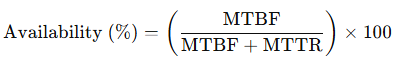 Availability (%) = ( MTBF / MTBF + MTTR ) × 100